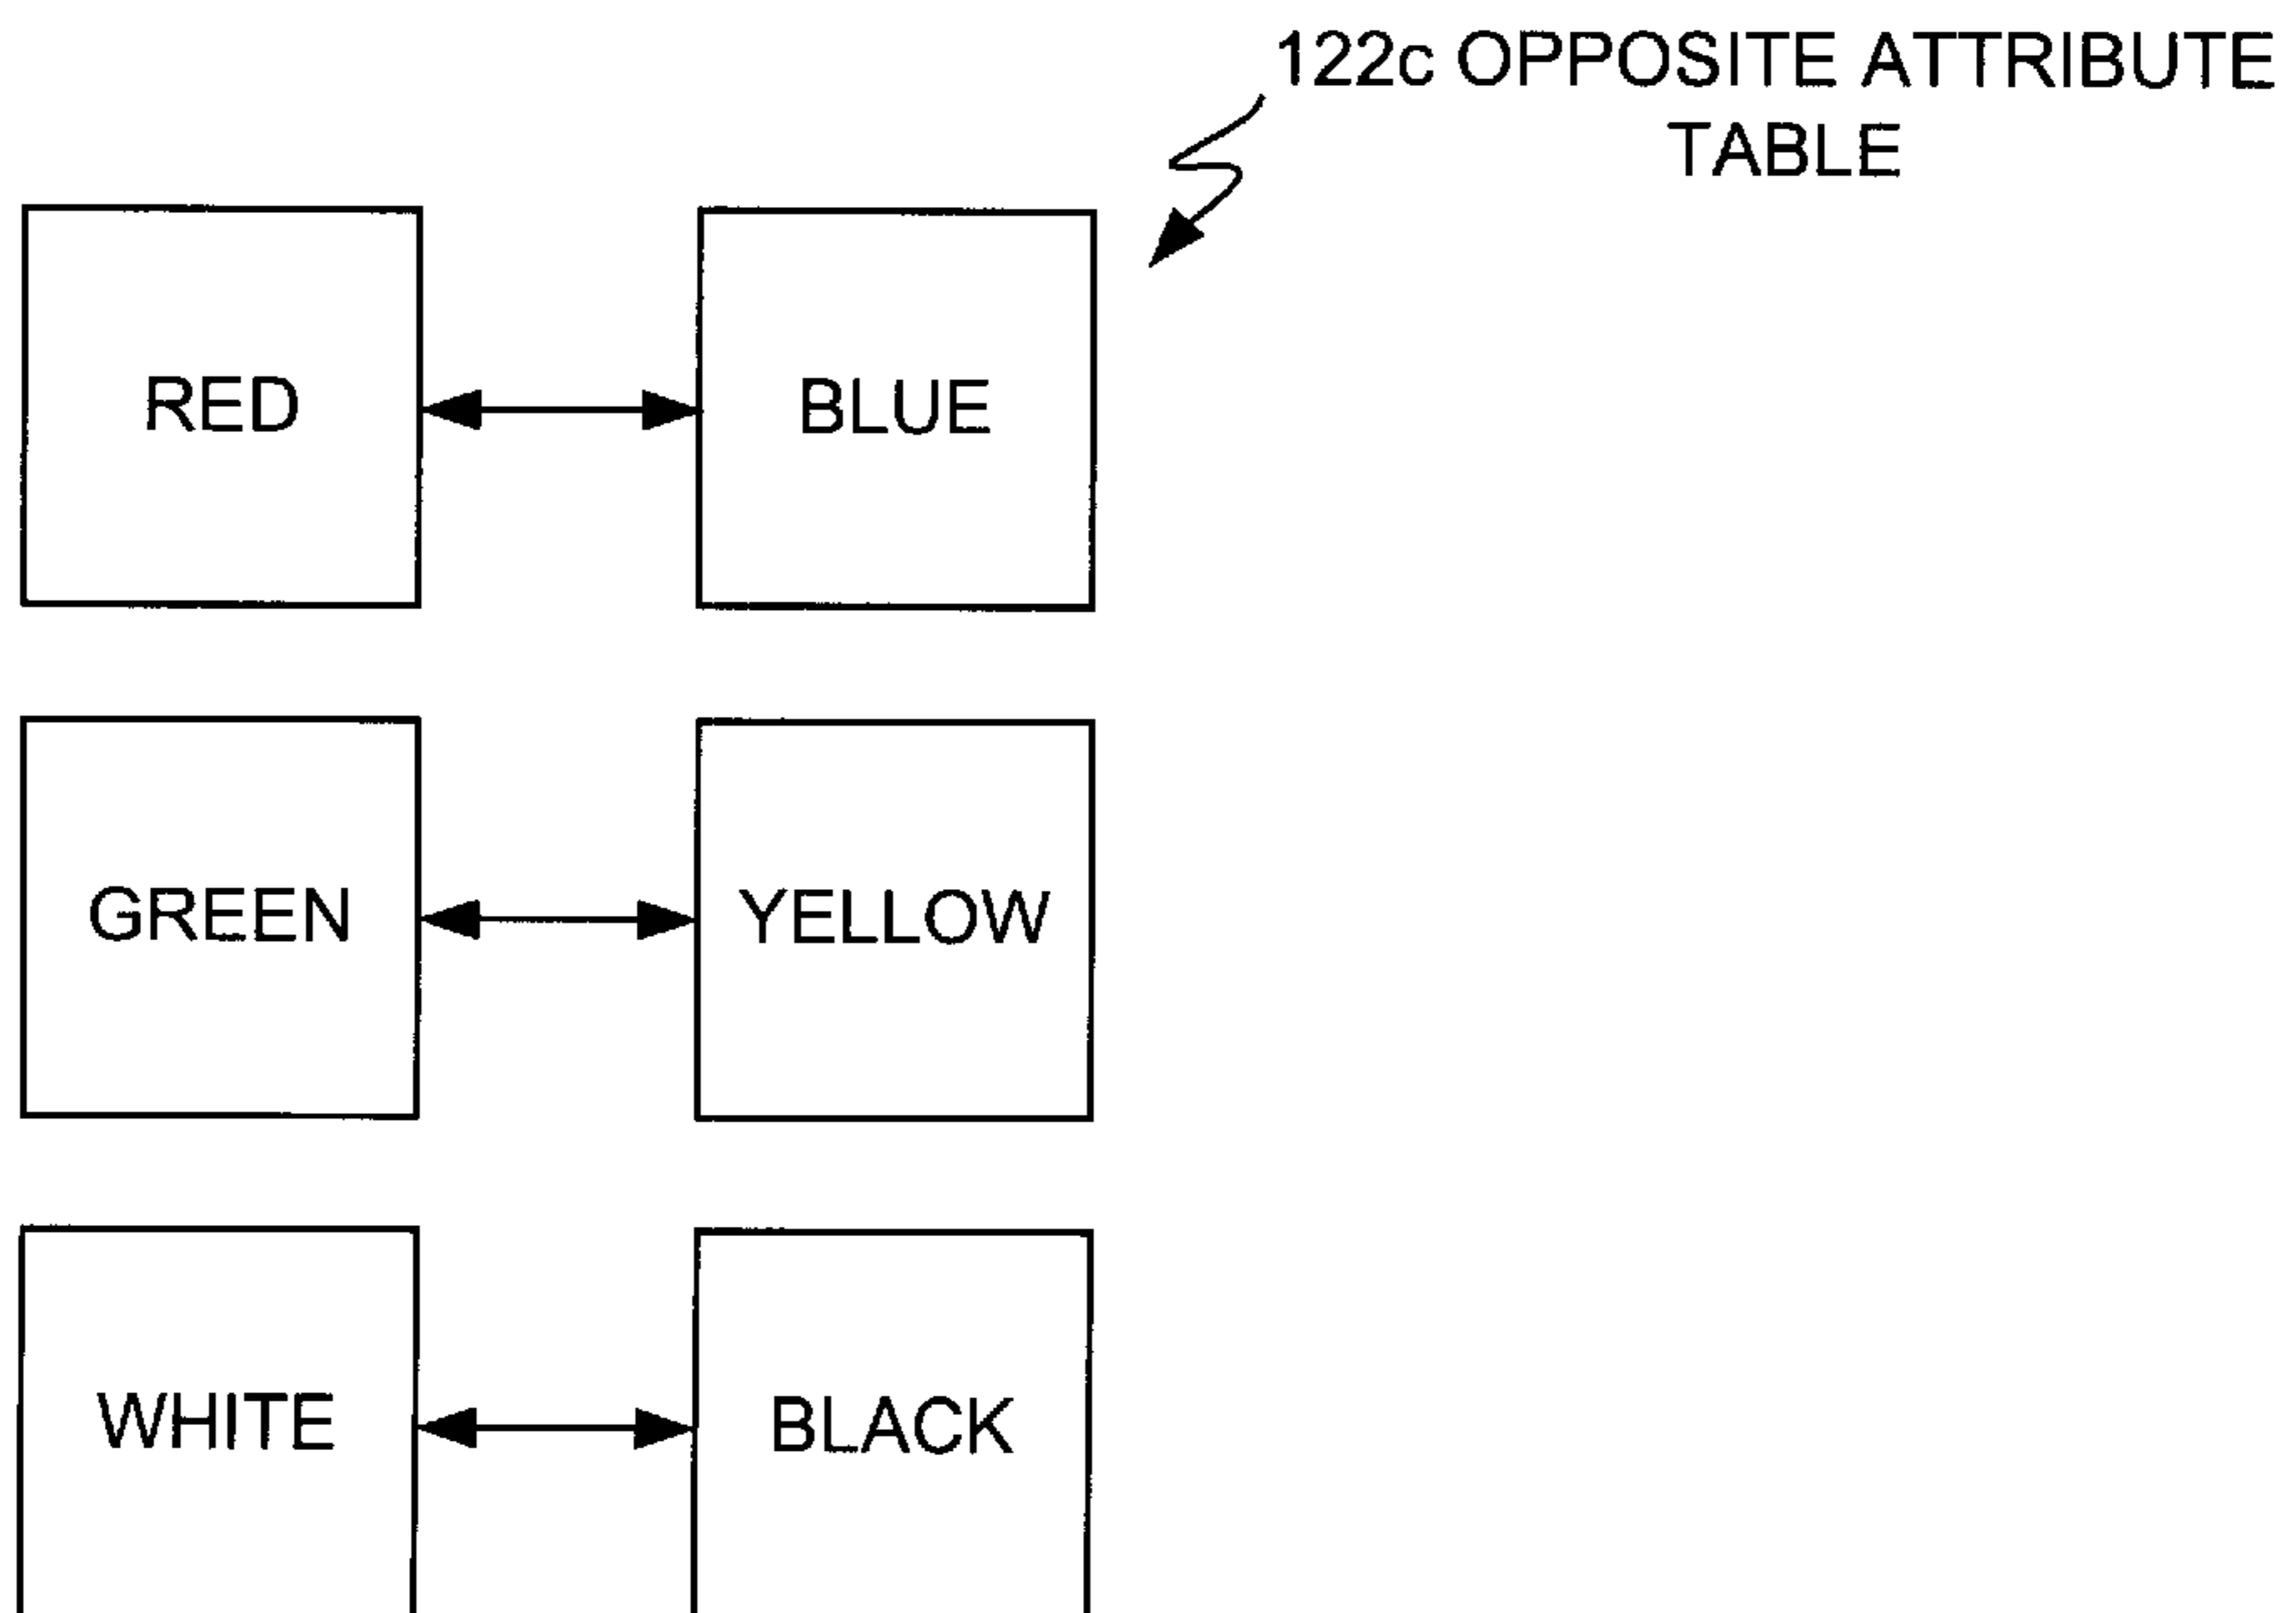 122c OPPOSITE ATTRIBUTE
TABLE
RED
BLUE
GREEN
YELLOW
WHITE
BLACK